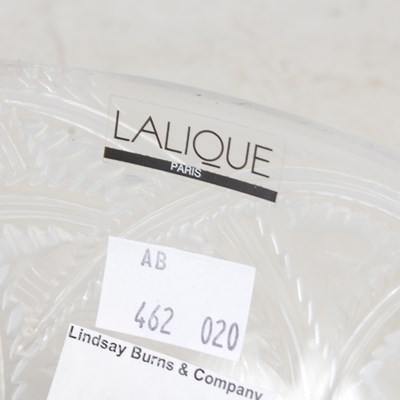 LALIQUE
PARIS
AB
462 020
Lindsay Burns & Company